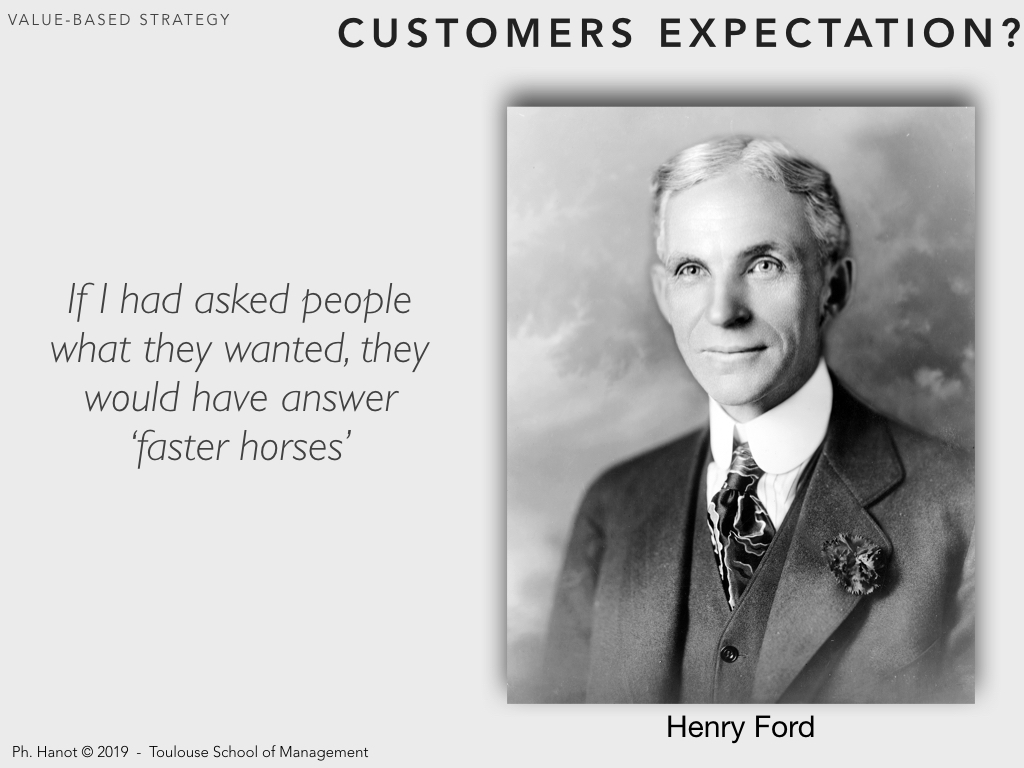 VALUE-BASED STRATEGY
CUSTOMERS EXPECTATION?
If I had asked people
what they wanted, they
would have answer
‘faster horses’
Henry Ford
Ph. Hanot © 2019 - Toulouse School of Management